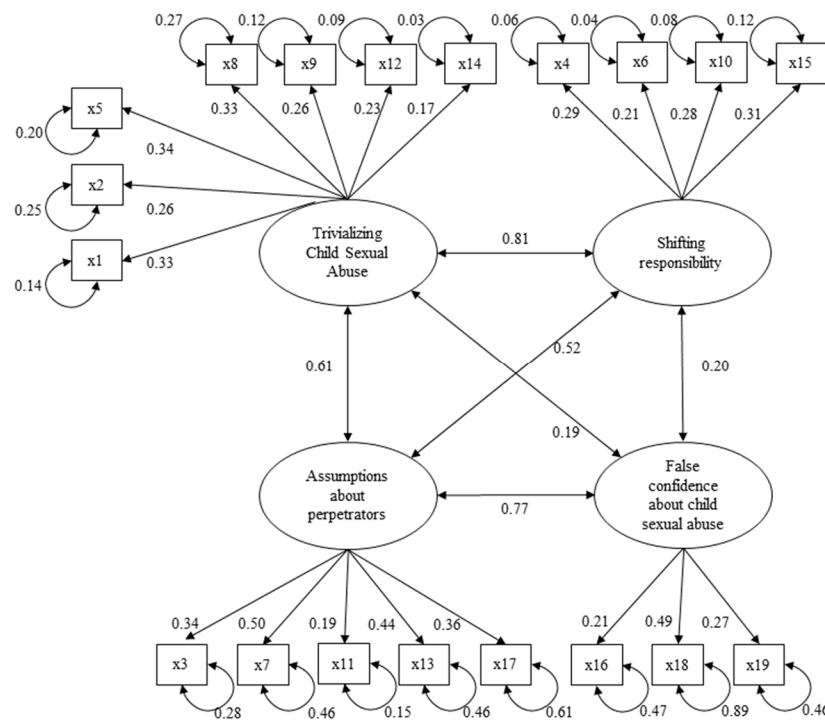 0.27
0.12
0.09
0.03
0.06
0.04
0.08
0.12
x8
x9
x12
x14
x4
x6
x10
x15
x5
0.20
0.33
0.26
0.23
0.17
0.29
0.21
0.28
0.31
0.34
x2
0.25
0.26
x1
0.33
0.14
Trivializing
Child Sexual
Abuse
0.81
Shifting
responsibility
0.61
0.52
0.20
0.19
Assumptions
about
perpetrators
0.77
False
confidence
about child
sexual abuse
0.34
0.50
0.19
0.44
0.36
0.21
0.49
0.27
x3
x7
x11
x13
x17
x16
x18
x19
0.28
0.46
0.15
0.46
0.61
0.47
0.89
0.46